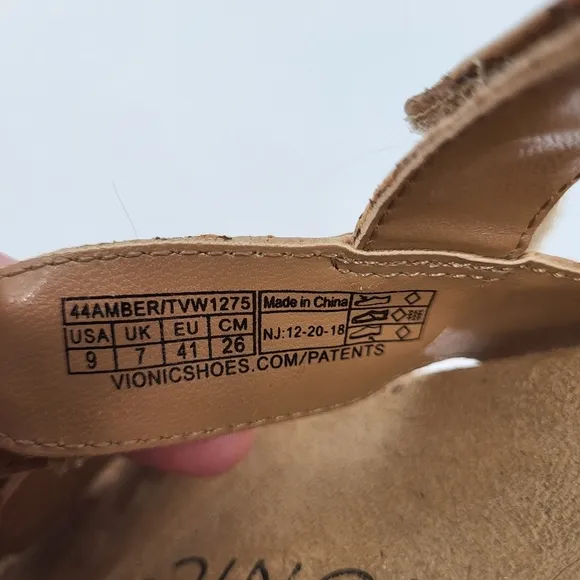 44AMBER/TVW1275
Made in China
USA UK EU CM
9 7 41 26
NJ:12-20-18
VIONICSHOES.COM/PATENTS